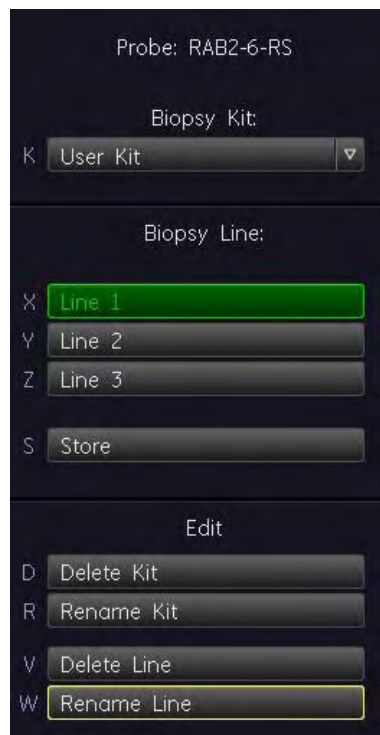 Probe: RAB2-6-RS
Biopsy Kit:
K User Kit
Biopsy Line:
X Line 1
Y Line 2
Z Line 3
S Store
Edit
D Delete Kit
R Rename Kit
V Delete Line
W Rename Line